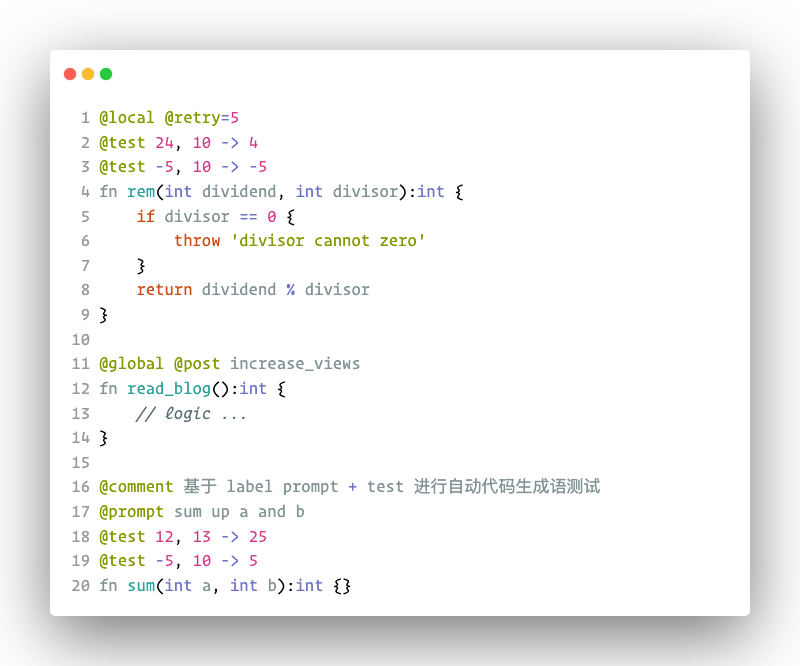 1 @local @retry=5
2 @test 24, 10 -> 4
3 @test -5, 10 -> -5
4 fn rem(int dividend, int divisor):int {
5     if divisor == 0 {
6         throw 'divisor cannot zero'
7     }
8     return dividend % divisor
9 }
10
11 @global @post increase_views
12 fn read_blog():int {
13     // logic ...
14 }
15
16 @comment 基于 label prompt + test 进行自动代码生成语测试
17 @prompt sum up a and b
18 @test 12, 13 -> 25
19 @test -5, 10 -> 5
20 fn sum(int a, int b):int {}